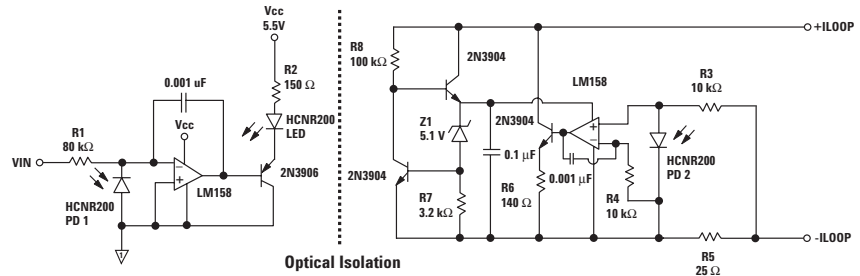 Vcc
5.5V
R2
150 Ω
0.001 uF
HCNR200
LED
Vcc
R1
80 kΩ
VIN
LM158
2N3906
HCNR200
PD 1
1
Optical Isolation
+ILOOP
R8
100 kΩ
2N3904
LM158
R3
10 kΩ
Z1
5.1 V
2N3904
HCNR200
PD 2
0.1 µF
2N3904
0.001 µF
R7
3.2 kΩ
R6
140 Ω
R4
10 kΩ
-ILOOP
R5
25 Ω